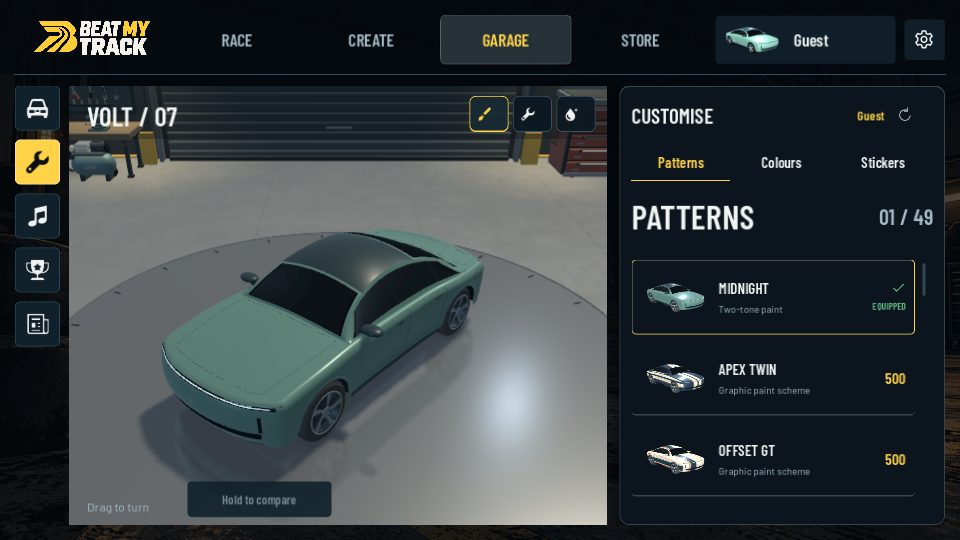 BEAT MY
TRACK
RACE
CREATE
GARAGE
STORE
Guest
VOLT / 07
CUSTOMISE
Guest
Patterns
Colours
Stickers
PATTERNS
01 / 49
MIDNIGHT
Two-tone paint
EQUIPPED
APEX TWIN
Graphic paint scheme
500
OFFSET GT
Graphic paint scheme
500
Hold to compare
Drag to turn